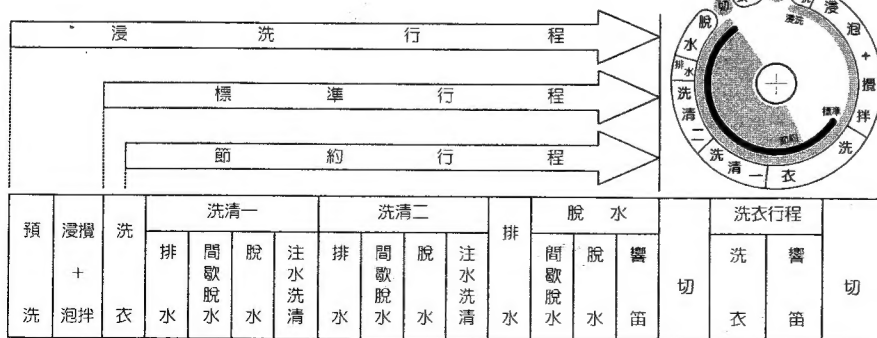 浸洗行程
標準行程
節約行程
切
脫水
排水
洗清二
洗清一
衣
洗
浸泡+攪拌
浸洗
標準
節約
預洗
浸泡+攪拌
洗衣
洗清一
排水
間歇脫水
脫水
注水洗清
洗清二
排水
間歇脫水
脫水
注水洗清
排水
脫水
間歇脫水
脫水
響笛
切
洗衣行程
洗衣
響笛
切